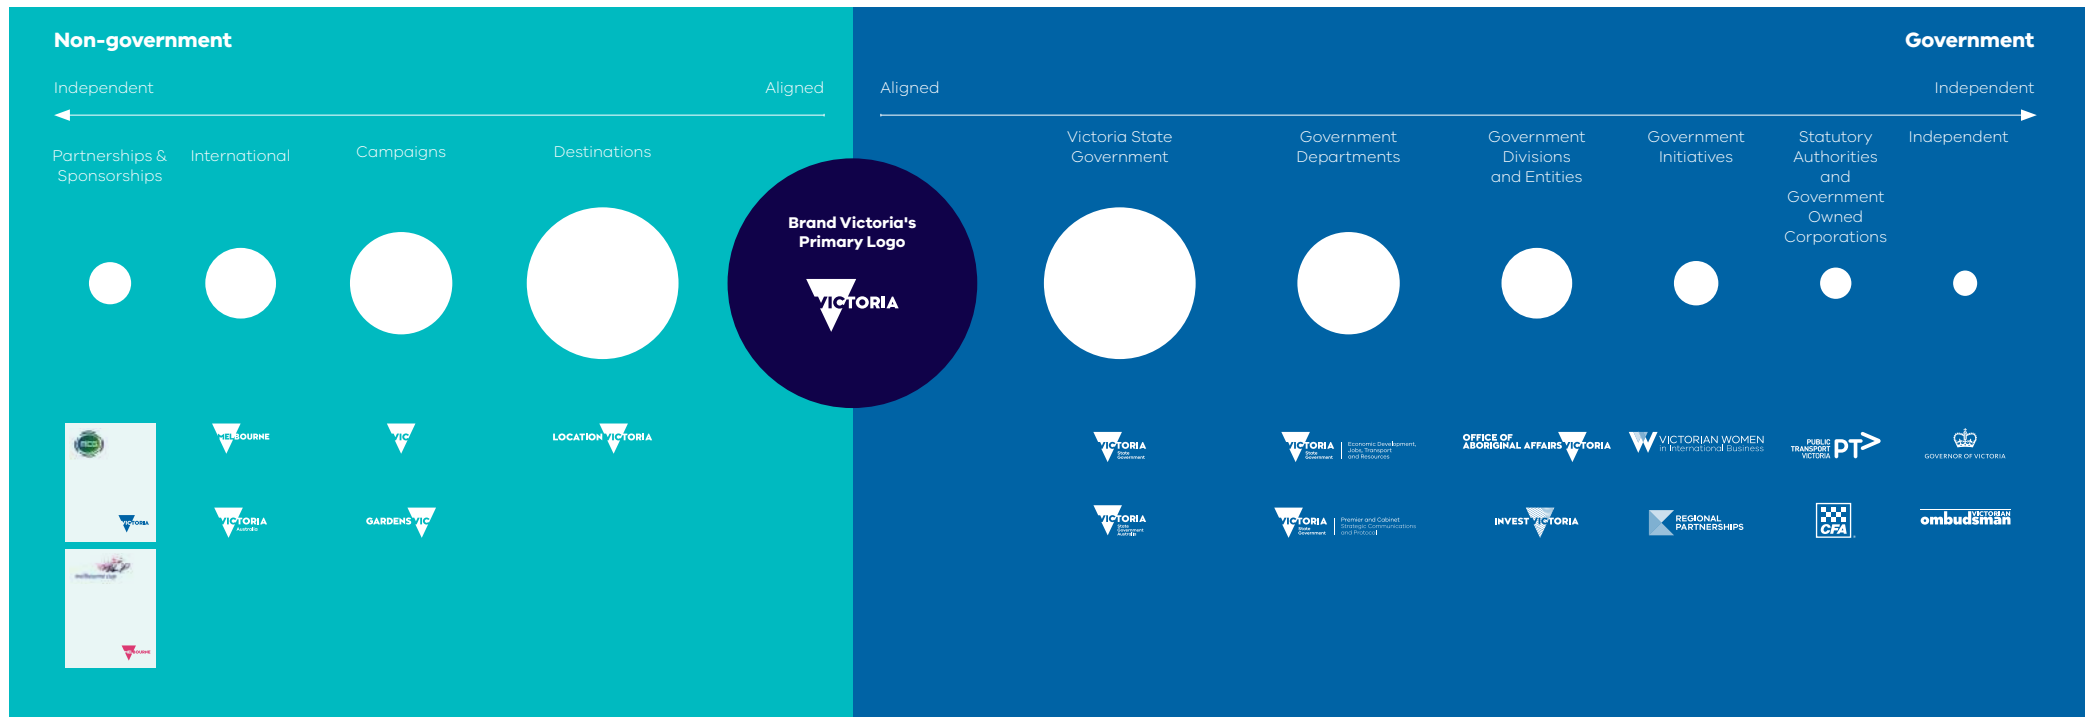 Non-government
Government
Independent
Aligned
Aligned
Independent
Partnerships &
Sponsorships
International
Campaigns
Destinations
Victoria State
Government
Government
Departments
Government
Divisions
and Entities
Government
Initiatives
Statutory
Authorities
and
Government
Owned
Corporations
Independent
Brand Victoria's
Primary Logo
VICTORIA
MELBOURNE
VIC
LOCATION VICTORIA
VICTORIA
State
Government
VICTORIA
State
Government
Economic Development,
Jobs, Transport
and Resources
OFFICE OF
ABORIGINAL AFFAIRS VICTORIA
VICTORIAN WOMEN
in International Business
PUBLIC
TRANSPORT
VICTORIA
PT>
GOVERNOR OF VICTORIA
VICTORIA
VICTORIA
Australia
GARDENS VIC
VICTORIA
State
Government
Australia
VICTORIA
State
Government
Premier and Cabinet
Strategic Communications
and Protocol
INVEST VICTORIA
REGIONAL
PARTNERSHIPS
CFA
VICTORIAN
ombudsman
melbourne cup
MELBOURNE